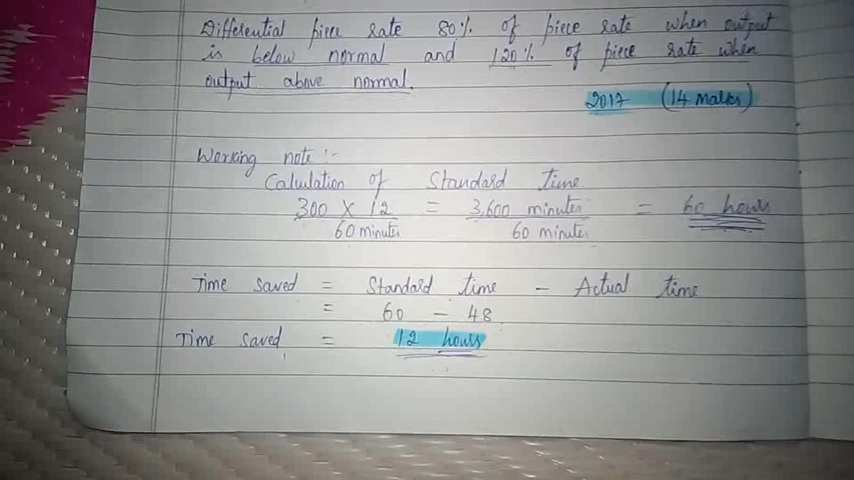 Differential piece rate 80% of piece rate when output
is below normal and 120% of piece rate when
output above normal.
2017 (14 Marks)
Working note :-
Calculation of Standard time
300 X 12 = 3,600 minutes = 60 hours
60 minutes 60 minutes
Time saved = Standard time - Actual time
= 60 - 48
Time saved = 12 hours